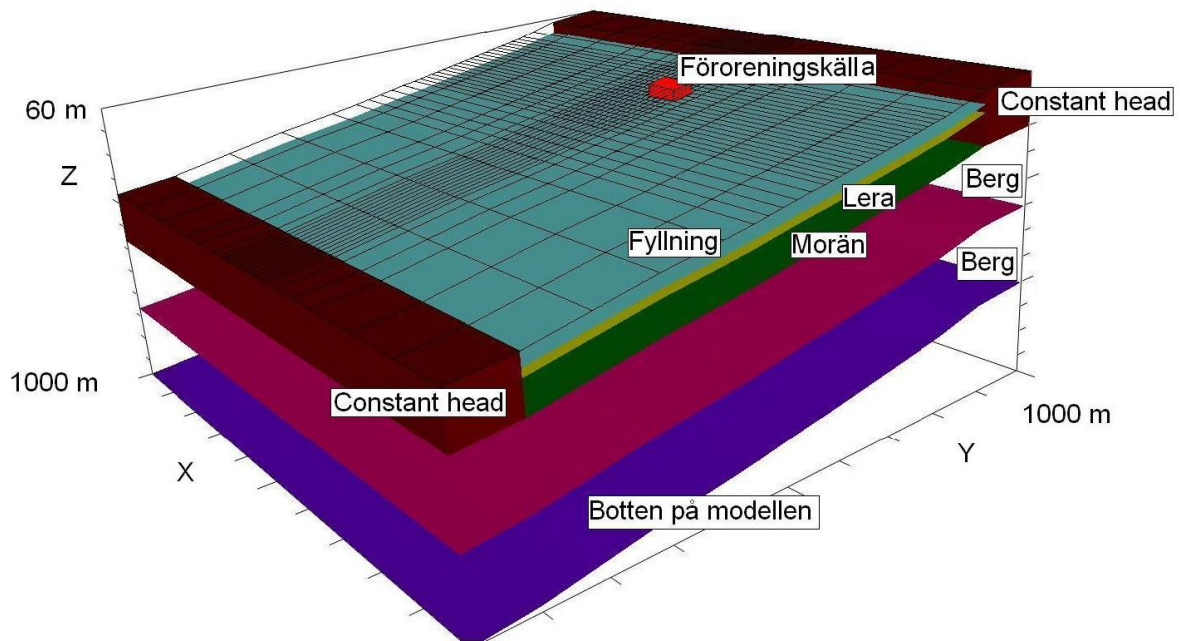 Föroreningskälla
60 m
Constant head
Z
Berg
Lera
Fyllning
Morän
Berg
1000 m
Constant head
1000 m
X
Y
Botten på modellen